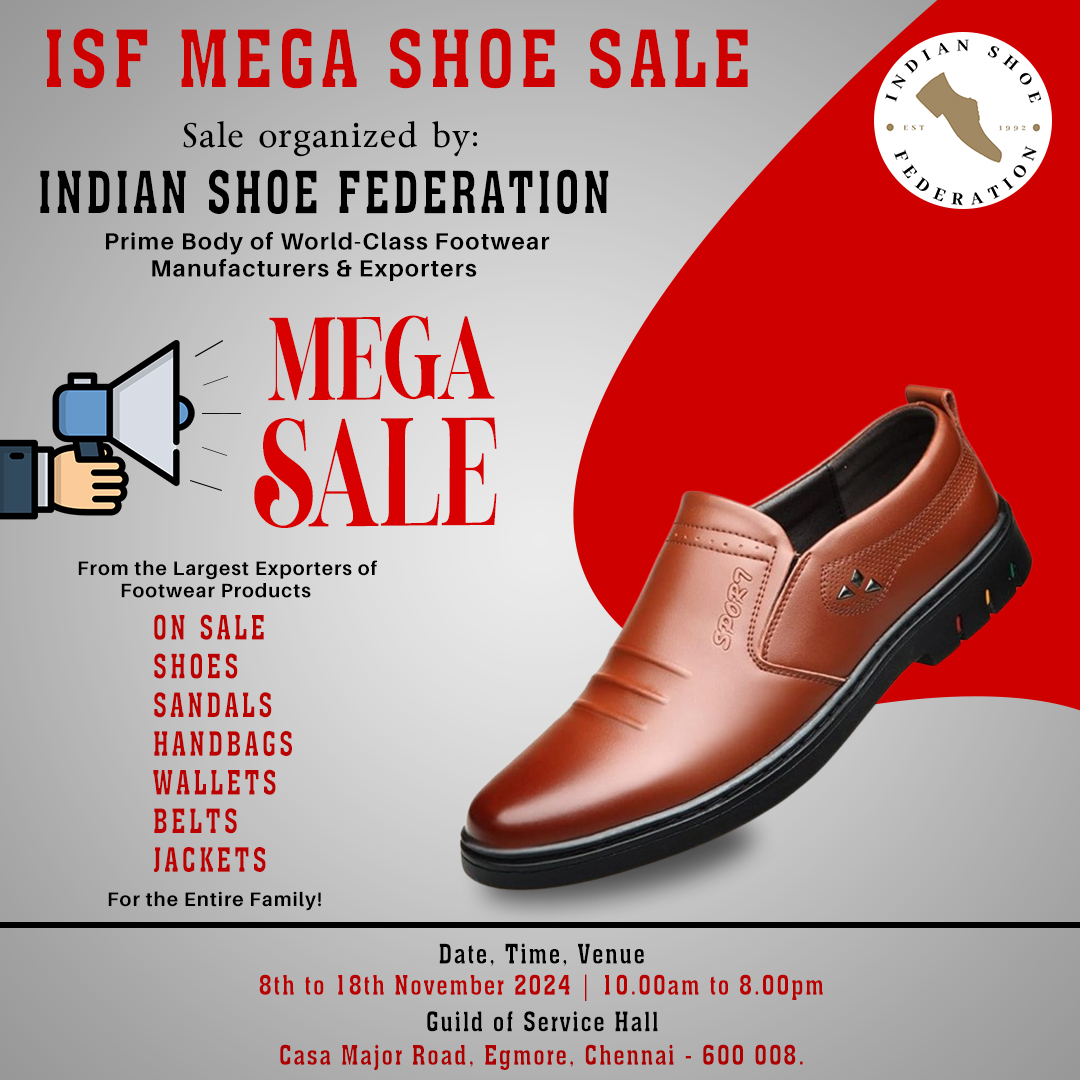 ISF MEGA SHOE SALE
INDIAN SHOE
EST 1992
FEDERATION
Sale organized by:
INDIAN SHOE FEDERATION
Prime Body of World-Class Footwear
Manufacturers & Exporters
MEGA
SALE
SPORT
From the Largest Exporters of
Footwear Products
ON SALE
SHOES
SANDALS
HANDBAGS
WALLETS
BELTS
JACKETS
For the Entire Family!
Date, Time, Venue
8th to 18th November 2024 | 10.00am to 8.00pm
Guild of Service Hall
Casa Major Road, Egmore, Chennai - 600 008.